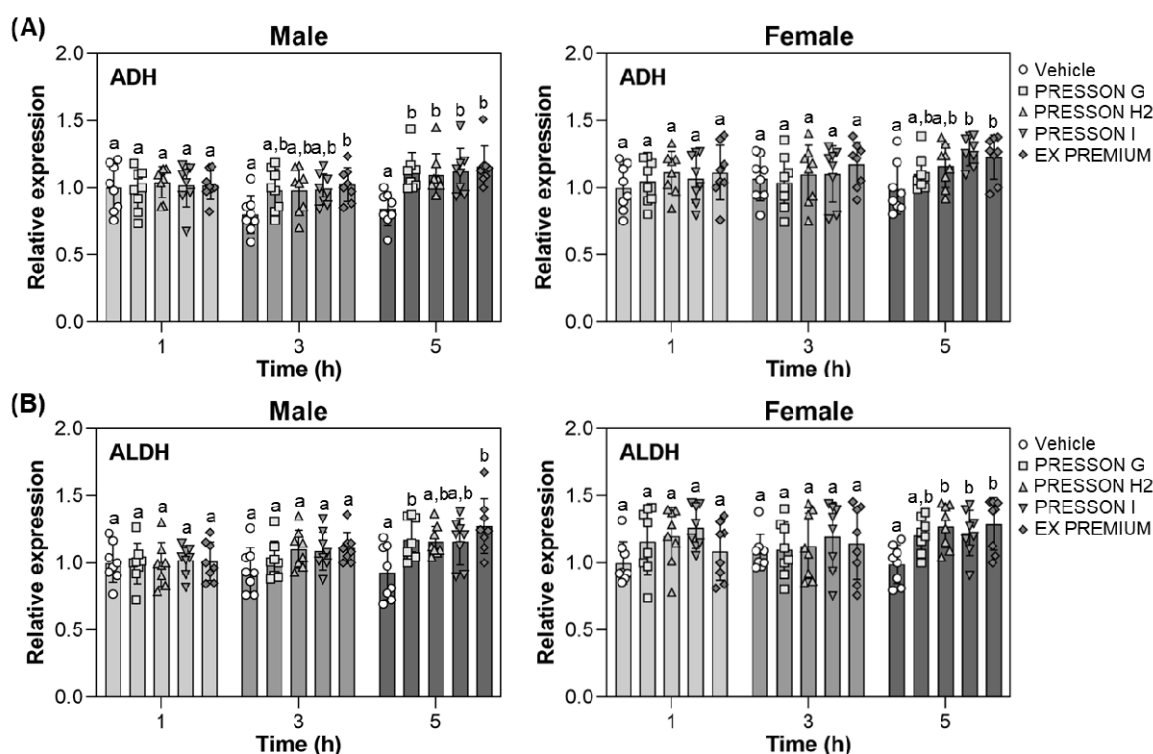 (A)
Male
Female
ADH
ADH
Relative expression
Relative expression
2.0
1.5
1.0
0.5
0.0
2.0
1.5
1.0
0.5
0.0
a a a a a
a a,b a,b a,b b
a b b b b
a a a a a
a a a a a
a a,b a,b b b
1 3 5
1 3 5
Time (h)
Time (h)
Vehicle
PRESSON G
PRESSON H2
PRESSON I
EX PREMIUM
(B)
Male
Female
ALDH
ALDH
Relative expression
Relative expression
2.0
1.5
1.0
0.5
0.0
2.0
1.5
1.0
0.5
0.0
a a a a a
a a a a a
a b a,b a,b b
a a a a a
a a a a a
a a,b b b b
1 3 5
1 3 5
Time (h)
Time (h)
Vehicle
PRESSON G
PRESSON H2
PRESSON I
EX PREMIUM